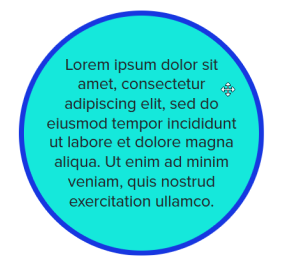 Lorem ipsum dolor sit
amet, consectetur
adipiscing elit, sed do
eiusmod tempor incididunt
ut labore et dolore magna
aliqua. Ut enim ad minim
veniam, quis nostrud
exercitation ullamco.